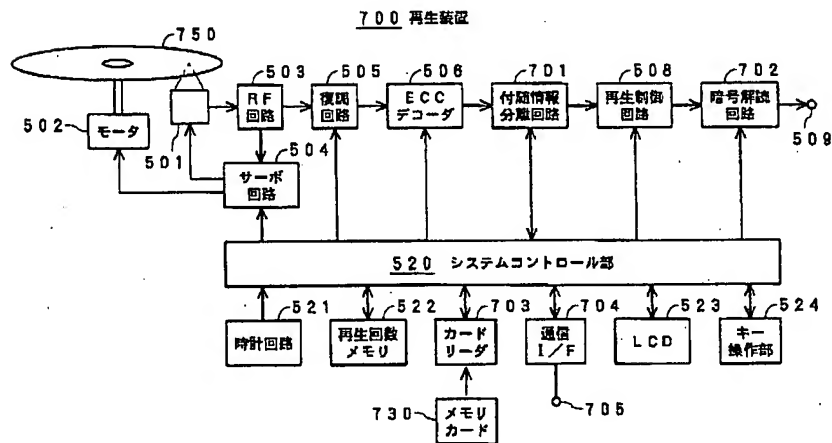 700 再生装置
750
503
505
506
701
508
702
RF
回路
復調
回路
ECC
デコーダ
付随情報
分離回路
再生制御
回路
暗号解読
回路
509
502
モータ
501
504
サーボ
回路
520 システムコントロール部
521
522
703
704
523
524
時計回路
再生回数
メモリ
カード
リーダ
通信
I/F
LCD
キー
操作部
730
メモリ
カード
705